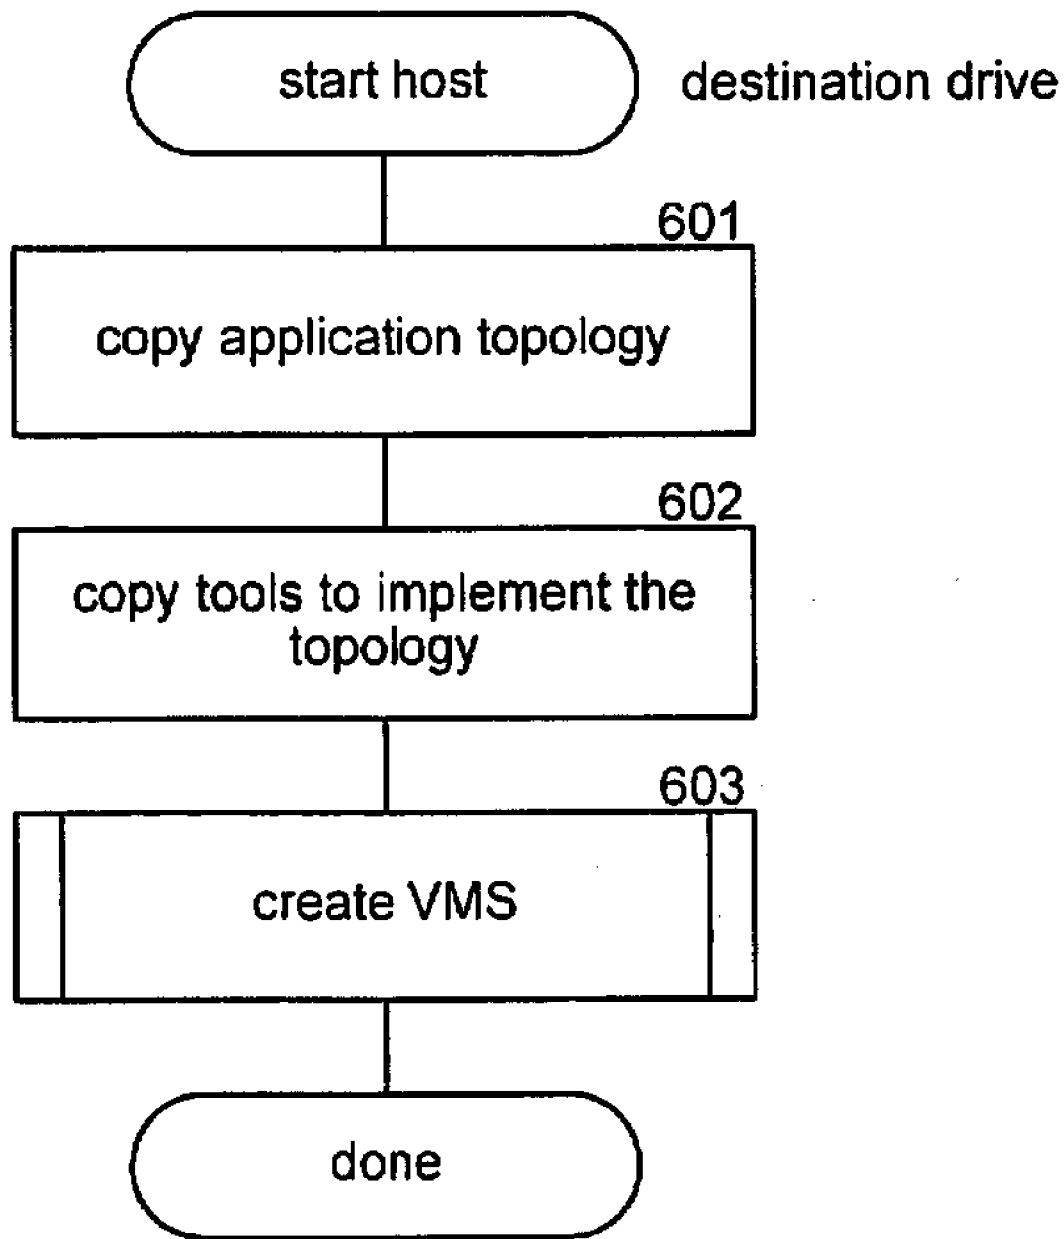 start host
destination drive
601
copy application topology
602
copy tools to implement the
topology
603
create VMS
done